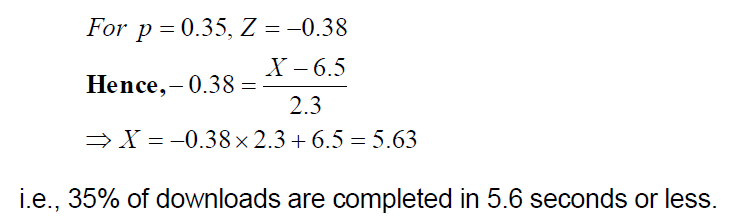 For p = 0.35, Z = −0.38
Hence, − 0.38 = \frac{X − 6.5}{2.3}
⇒ X = −0.38 × 2.3 + 6.5 = 5.63
i.e., 35% of downloads are completed in 5.6 seconds or less.